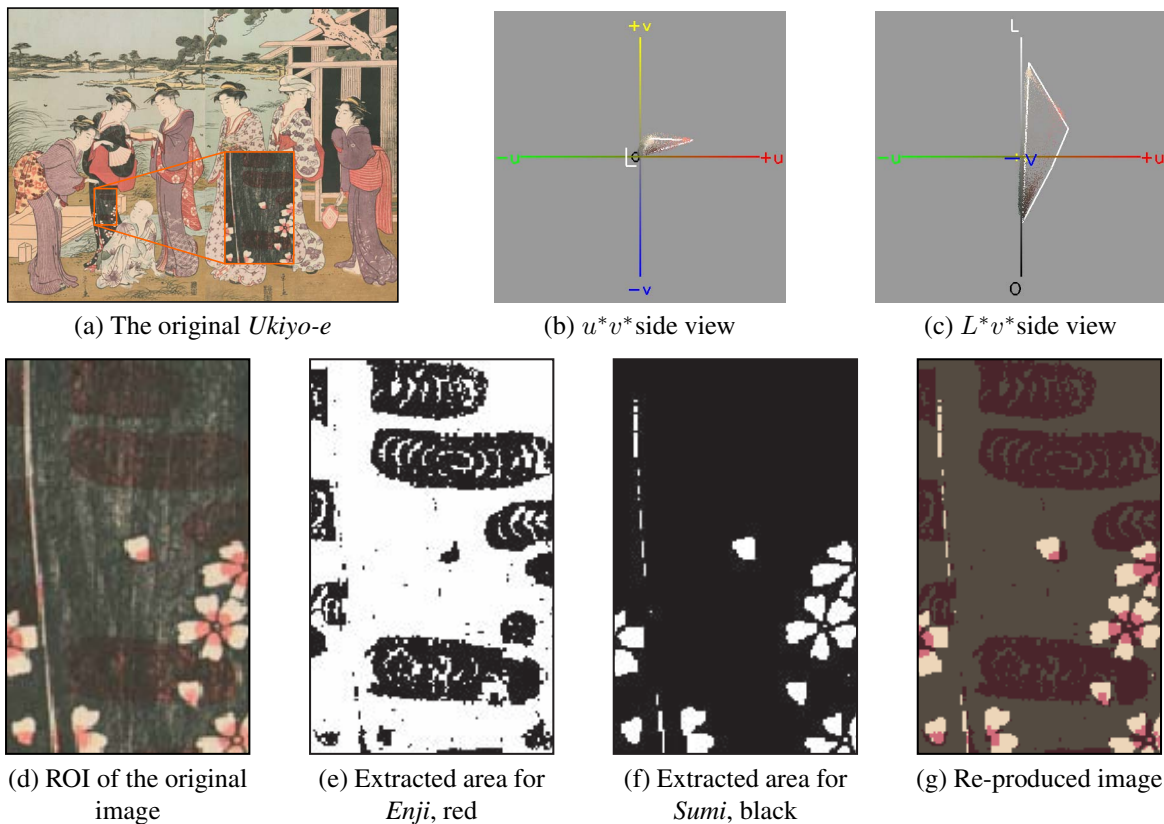 +v
-u
+u
L
O
-v
L
-u
-v
+u
O
(a) The original Ukiyo-e
(b) u*v*side view
(c) L*v*side view
(d) ROI of the original
image
(e) Extracted area for
Enji, red
(f) Extracted area for
Sumi, black
(g) Re-produced image